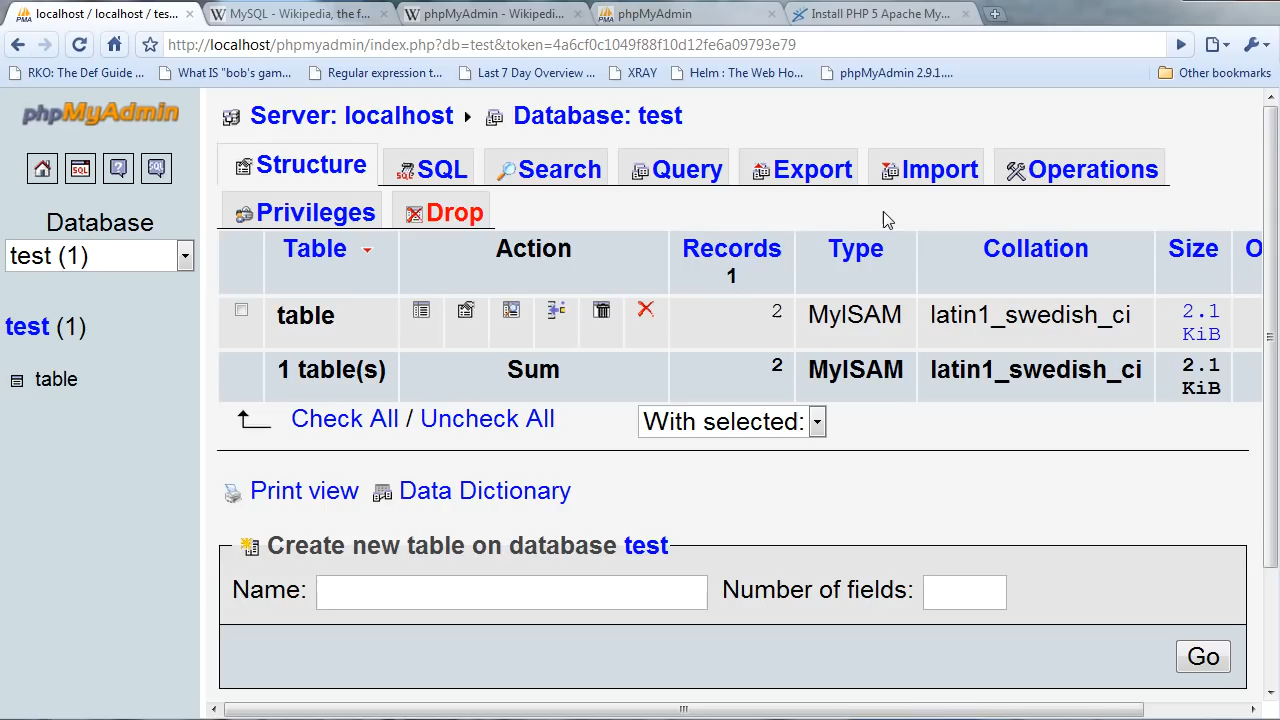 localhost / localhost / tes...
MySQL - Wikipedia, the f...
phpMyAdmin - Wikipedi...
phpMyAdmin
Install PHP 5 Apache My...
http://localhost/phpmyadmin/index.php?db=test&token=4a6cf0c1049f88f10d12fe6a09793e79
RKO: The Def Guide ...
What IS "bob's gam...
Regular expression t...
Last 7 Day Overview ...
XRAY
Helm : The Web Ho...
phpMyAdmin 2.9.1....
Other bookmarks
phpMyAdmin
SQL
Database
test (1)
test (1)
table
Server: localhost Database: test
Structure SQL Search Query Export Import Operations
Privileges Drop
Table Action Records Type Collation Size O
1
table 2 MyISAM latin1_swedish_ci 2.1 KiB
1 table(s) Sum 2 MyISAM latin1_swedish_ci 2.1 KiB
Check All / Uncheck All With selected:
Print view Data Dictionary
Create new table on database test
Name: Number of fields:
Go